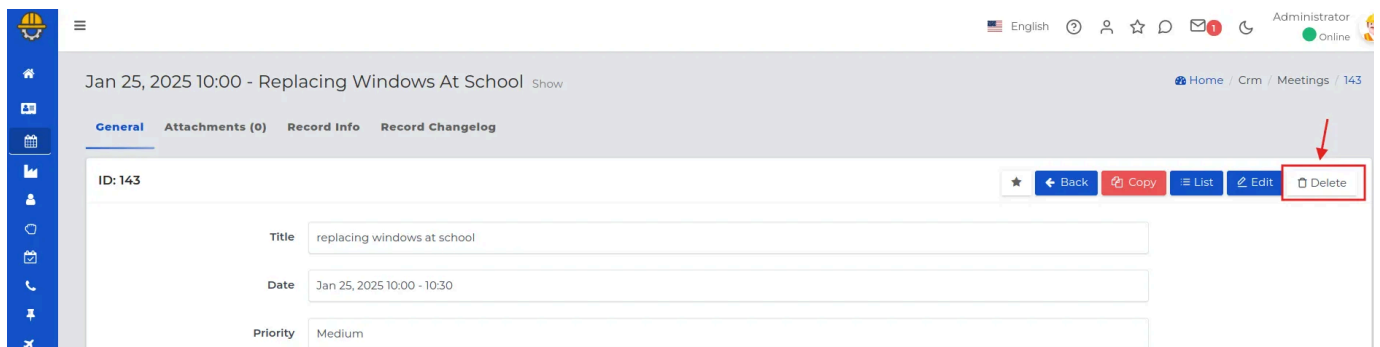 English
1
Administrator
Online
Jan 25, 2025 10:00 - Replacing Windows At School Show
Home / Crm / Meetings / 143
General Attachments (0) Record Info Record Changelog
ID: 143
Back Copy List Edit Delete
Title replacing windows at school
Date Jan 25, 2025 10:00 - 10:30
Priority Medium